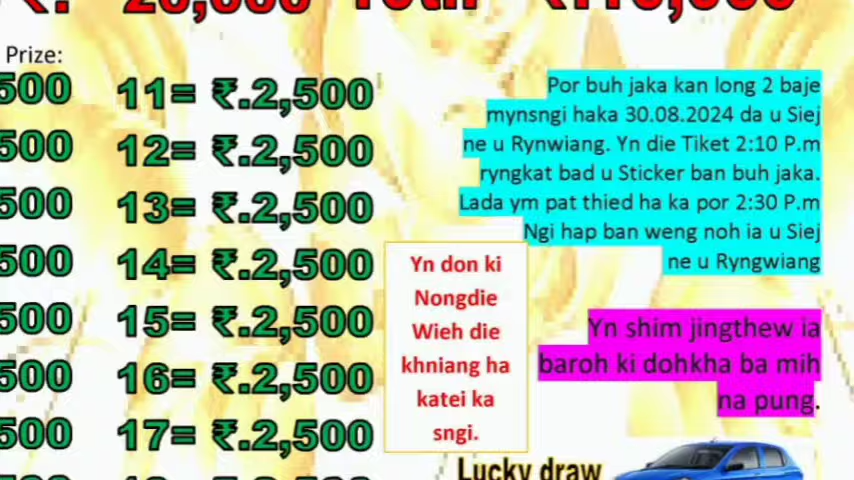 Prize:
500 11= ₹.2,500
500 12= ₹.2,500
500 13= ₹.2,500
500 14= ₹.2,500
500 15= ₹.2,500
500 16= ₹.2,500
500 17= ₹.2,500
Por buh jaka kan long 2 baje
mynsngi haka 30.08.2024 da u Siej
ne u Rynwiang. Yn die Tiket 2:10 P.m
ryngkat bad u Sticker ban buh jaka.
Lada ym pat thied ha ka por 2:30 P.m
Ngi hap ban weng noh ia u Siej
ne u Ryngwiang
Yn don ki
Nongdie
Wieh die
khniang ha
katei ka
sngi.
Yn shim jingthew ia
baroh ki dohkha ba mih
na pung.
Lucky draw